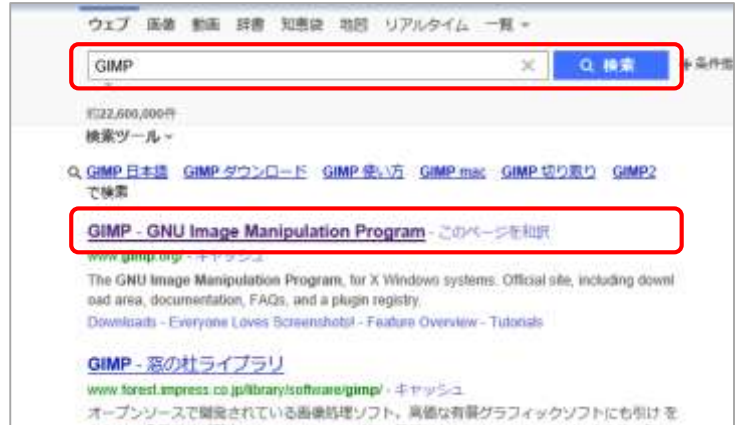 ウェブ 画像 動画 辞書 知恵袋 地図 リアルタイム 一覧
GIMP × 検索
約22,600,000件
検索ツール
GIMP 日本語 GIMP ダウンロード GIMP 使い方 GIMP mac GIMP 切り取り GIMP2
で検索
GIMP - GNU Image Manipulation Program - このページを和訳
www.gimp.org/ - キャッシュ
The GNU Image Manipulation Program, for X Windows systems. Official site, including downl
oad area, documentation, FAQs, and a plugin registry.
Downloads - Everyone Loves Screenshots! - Feature Overview - Tutorials
GIMP - 窓の杜ライブラリ
www.forest.impress.co.jp/library/software/gimp/ - キャッシュ
オープンソースで開発されている画像処理ソフト。高価な有償グラフィックソフトにも引け を